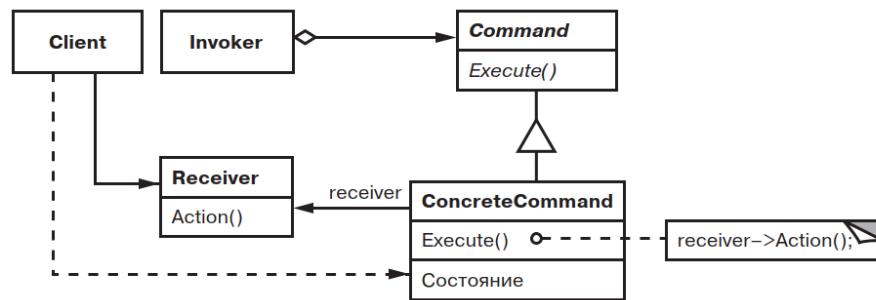 Client
Invoker
Command
Execute()
Receiver
Action()
receiver
ConcreteCommand
Execute()
receiver->Action();
Состояние